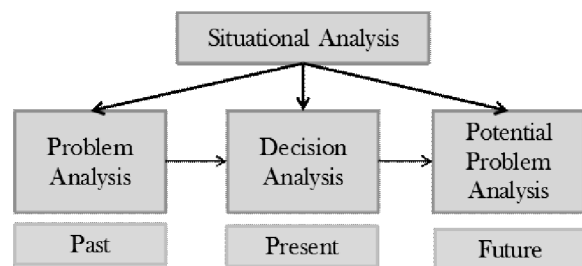 Situational Analysis
Problem
Analysis
Decision
Analysis
Potential
Problem
Analysis
Past
Present
Future